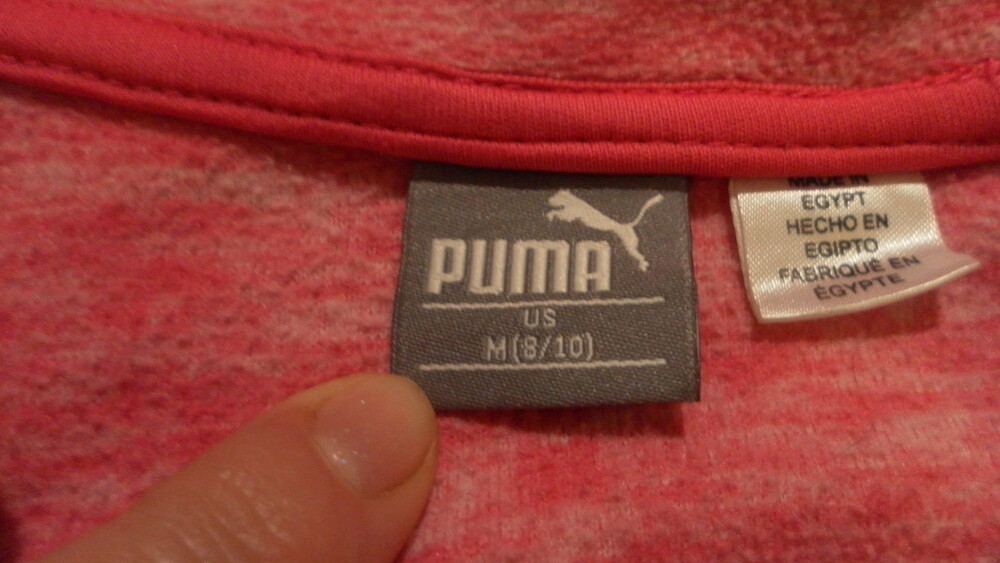 PUMA
US
M(8/10)
MADE IN
EGYPT
HECHO EN
EGIPTO
FABRIQUÉ EN
ÉGYPTE